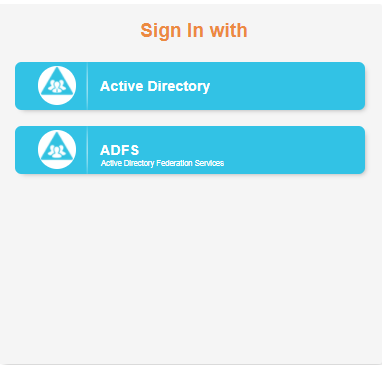 Sign In with
Active Directory
ADFS
Active Directory Federation Services